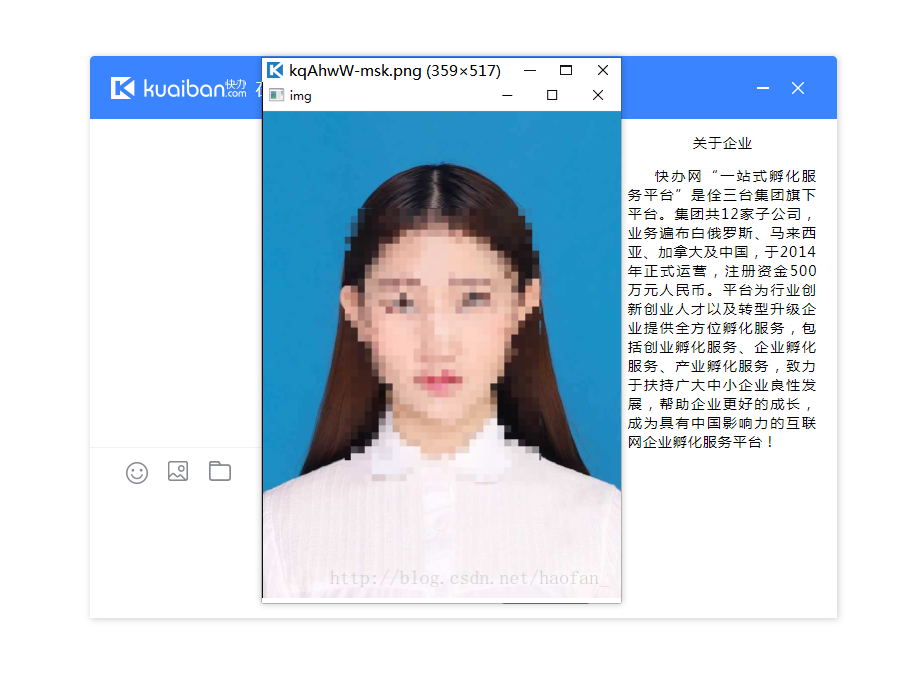 kuaiban快办.com
kqAhwW-msk.png (359×517)
img
关于企业
快办网“一站式孵化服
务平台”是佺三台集团旗下
平台。集团共12家子公司，
业务遍布白俄罗斯、马来西
亚、加拿大及中国，于2014
年正式运营，注册资金500
万元人民币。平台为行业创
新创业人才以及转型升级企
业提供全方位孵化服务，包
括创业孵化服务、企业孵化
服务、产业孵化服务，致力
于扶持广大中小企业良性发
展，帮助企业更好的成长，
成为具有中国影响力的互联
网企业孵化服务平台！
http://blog.csdn.net/haofan_